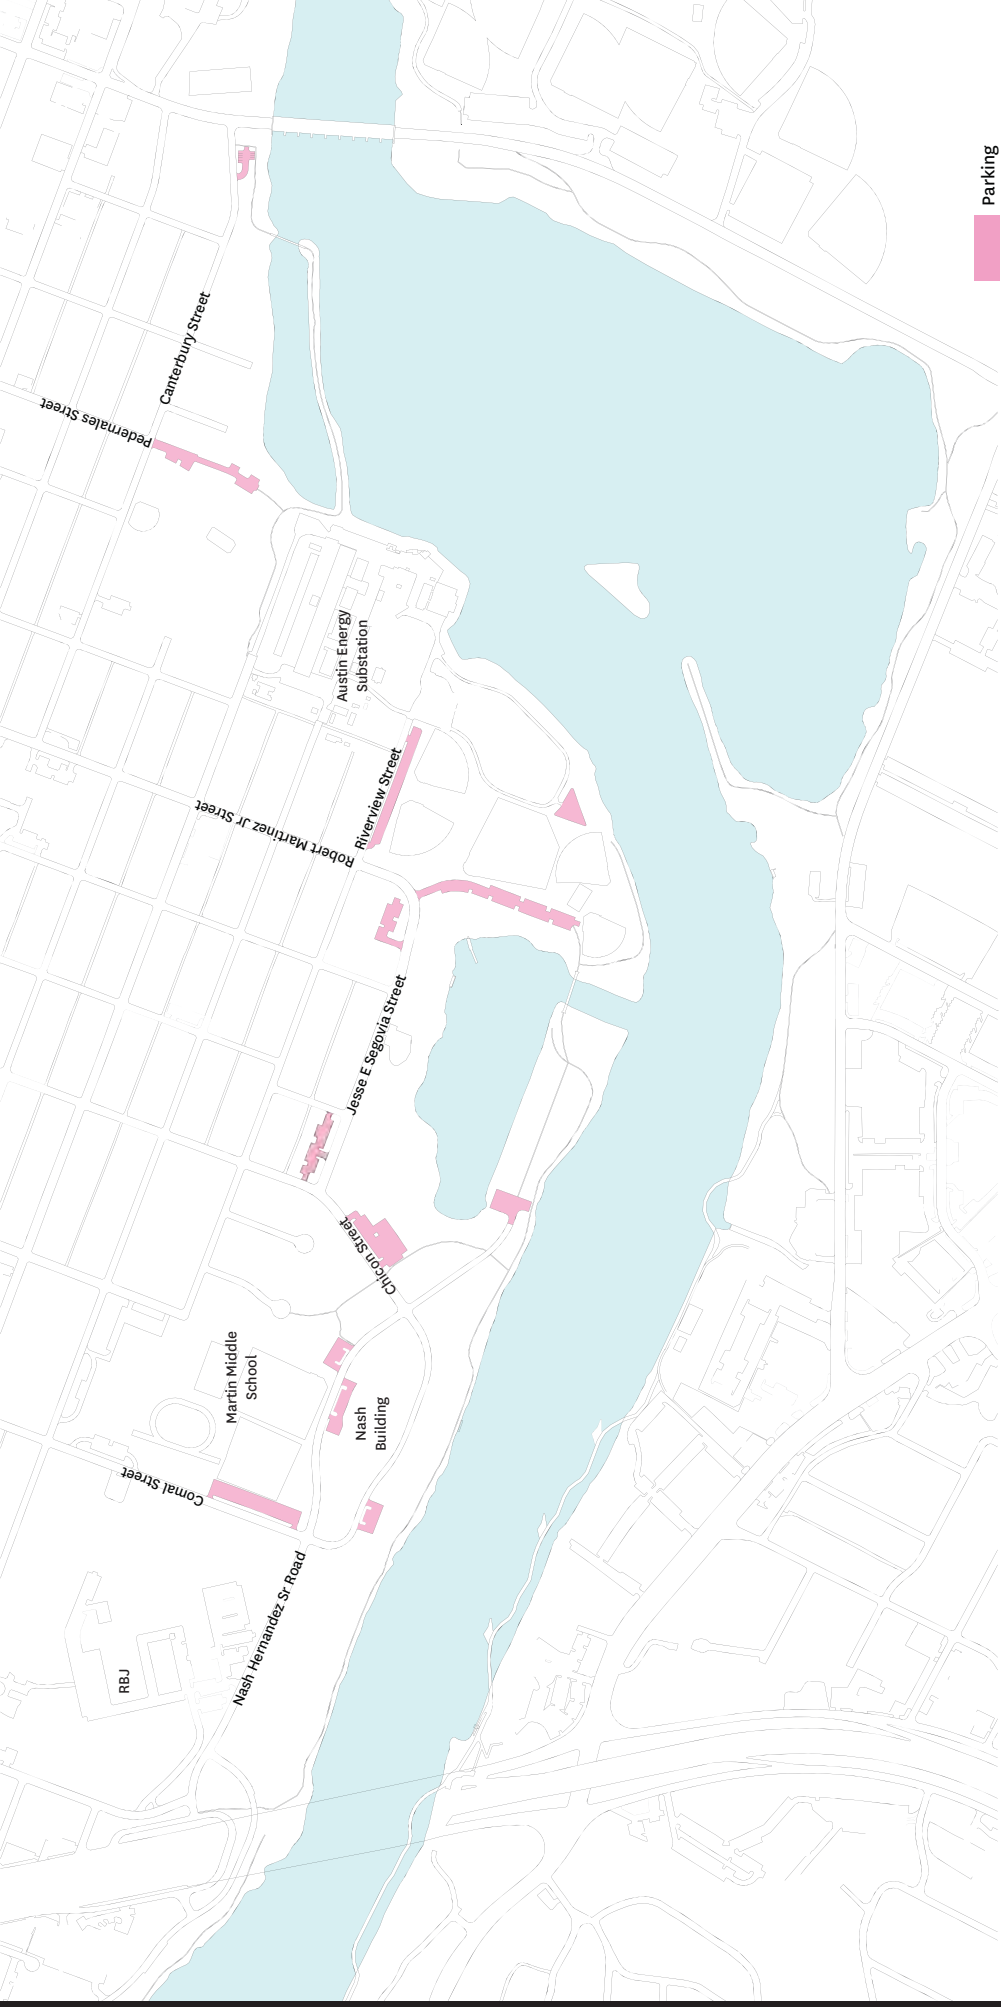 Parking
Canterbury Street
Pedernales Street
Austin Energy
Substation
Riverview Street
Robert Martinez Jr Street
Jesse E Segovia Street
Chicon Street
Martin Middle
School
Nash
Building
Comal Street
Nash Hernandez Sr Road
RBJ